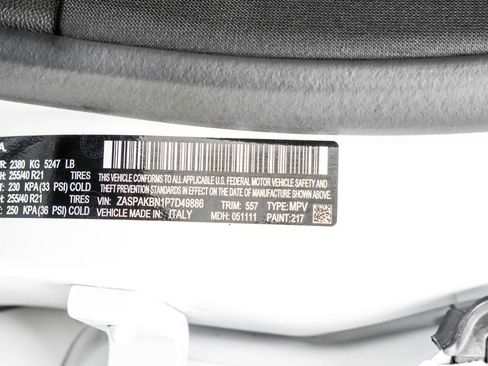 A.
VR: 2380 KG 5247 LB
H: 255/40 R21 TIRES
T: 230 KPA(33 PSI) COLD
255/40 R21 TIRES
T: 250 KPA(36 PSI) COLD
THIS VEHICLE CONFORMS TO ALL APPLICABLE U.S. FEDERAL MOTOR VEHICLE SAFETY,
BUMPER, AND THEFT PREVENTION STANDARDS IN EFFECT ON THE DATE OF
MANUFACTURE SHOWN ABOVE.
VIN: ZASPAKBN1P7D49886 TRIM: 557 TYPE: MPV
VEHICLE MADE IN: ITALY MDH: 051111 PAINT: 217